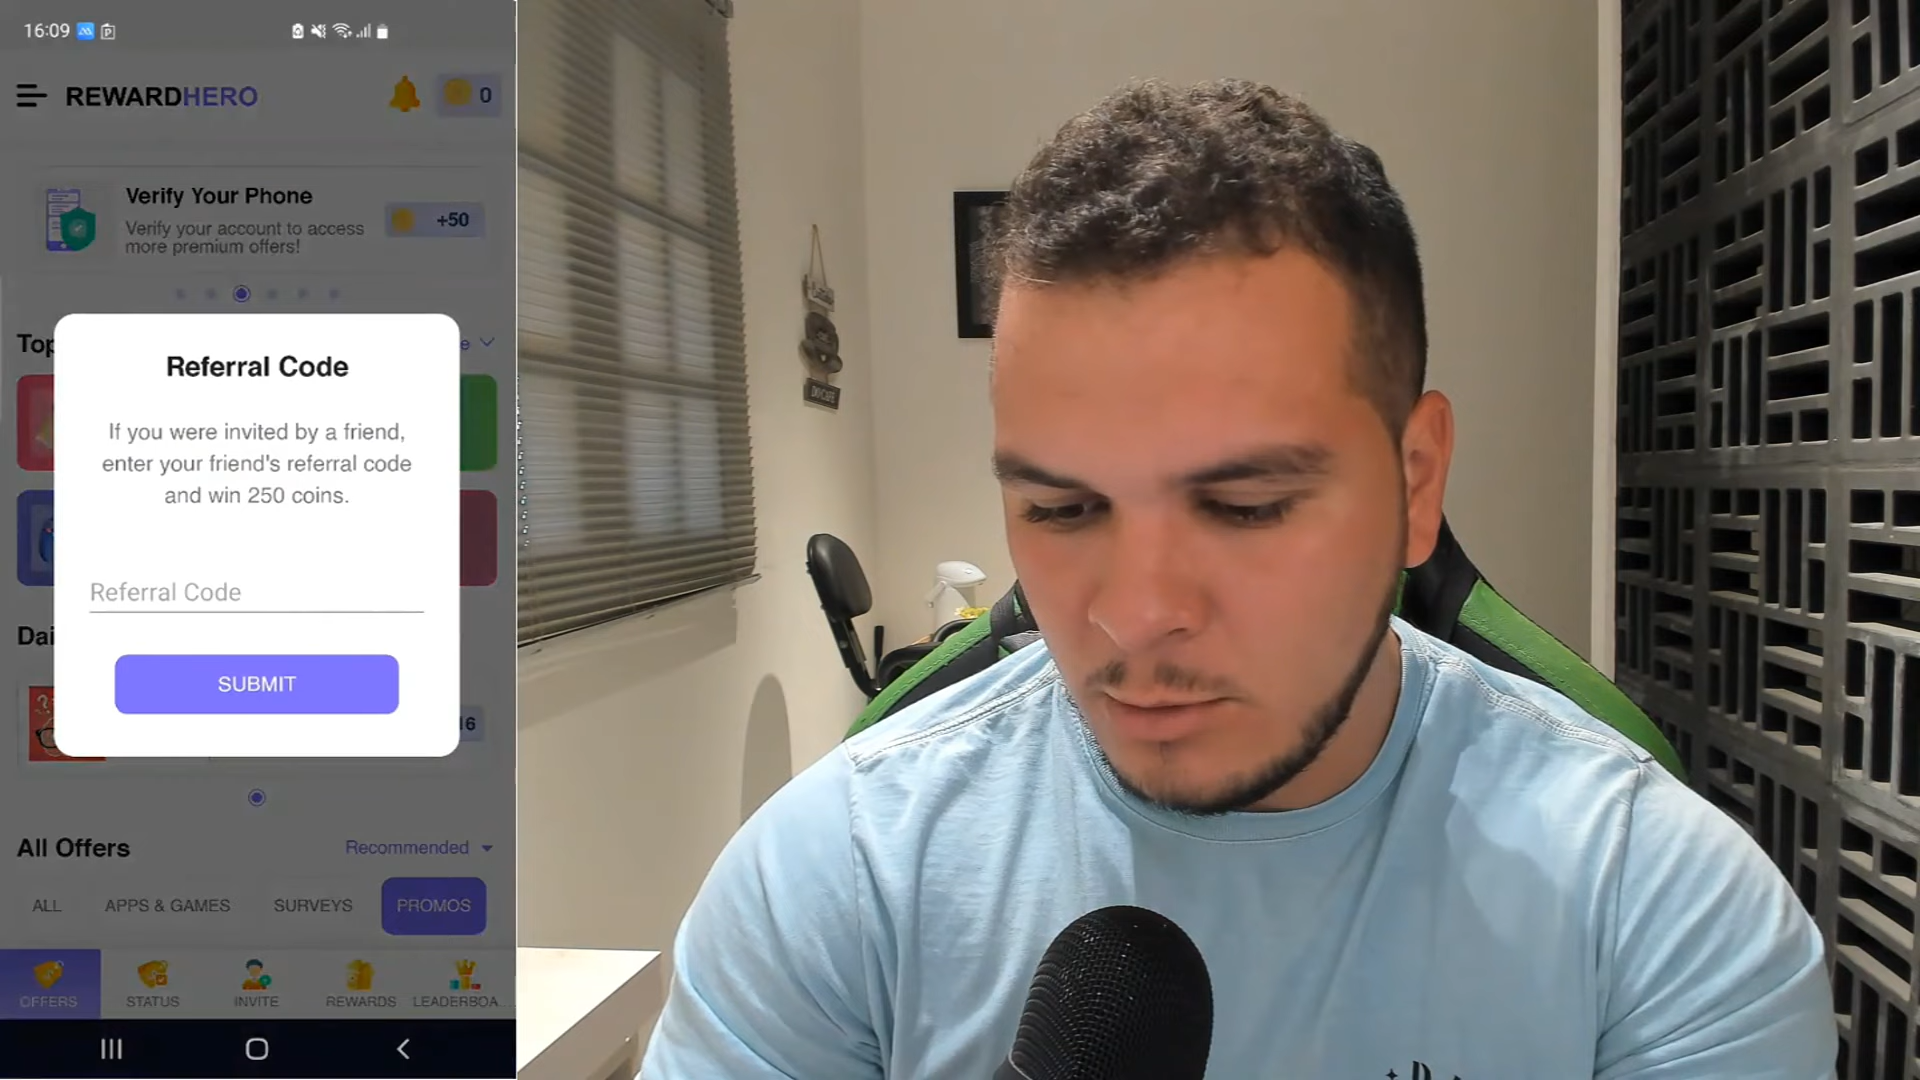 16:09
REWARDHERO
0
Verify Your Phone
Verify your account to access
more premium offers!
+50
Top
e
Referral Code
If you were invited by a friend,
enter your friend's referral code
and win 250 coins.
Referral Code
Dai
SUBMIT
16
All Offers
Recommended
ALL
APPS & GAMES
SURVEYS
PROMOS
OFFERS
STATUS
INVITE
REWARDS
LEADERBOA...